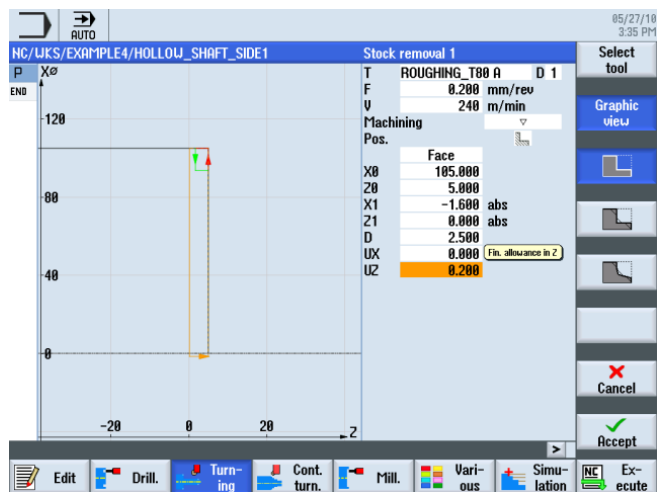 AUTO
05/27/10
3:35 PM
NC/WKS/EXAMPLE4/HOLLOW_SHAFT_SIDE1
Stock removal 1
Select tool
P
END
XØ
120
80
40
0
-20 0 20
Z
T ROUGHING_T80 A D 1
F 0.200 mm/rev
V 240 m/min
Machining ▽
Pos.
Face
X0 105.000
Z0 5.000
X1 -1.600 abs
Z1 0.000 abs
D 2.500
UX 0.000
Fin. allowance in Z
UZ 0.200
Graphic view
Cancel
Accept
>
Edit
Drill.
Turn-
ing
Cont.
turn.
Mill.
Vari-
ous
Simu-
lation
NC
Ex-
ecute